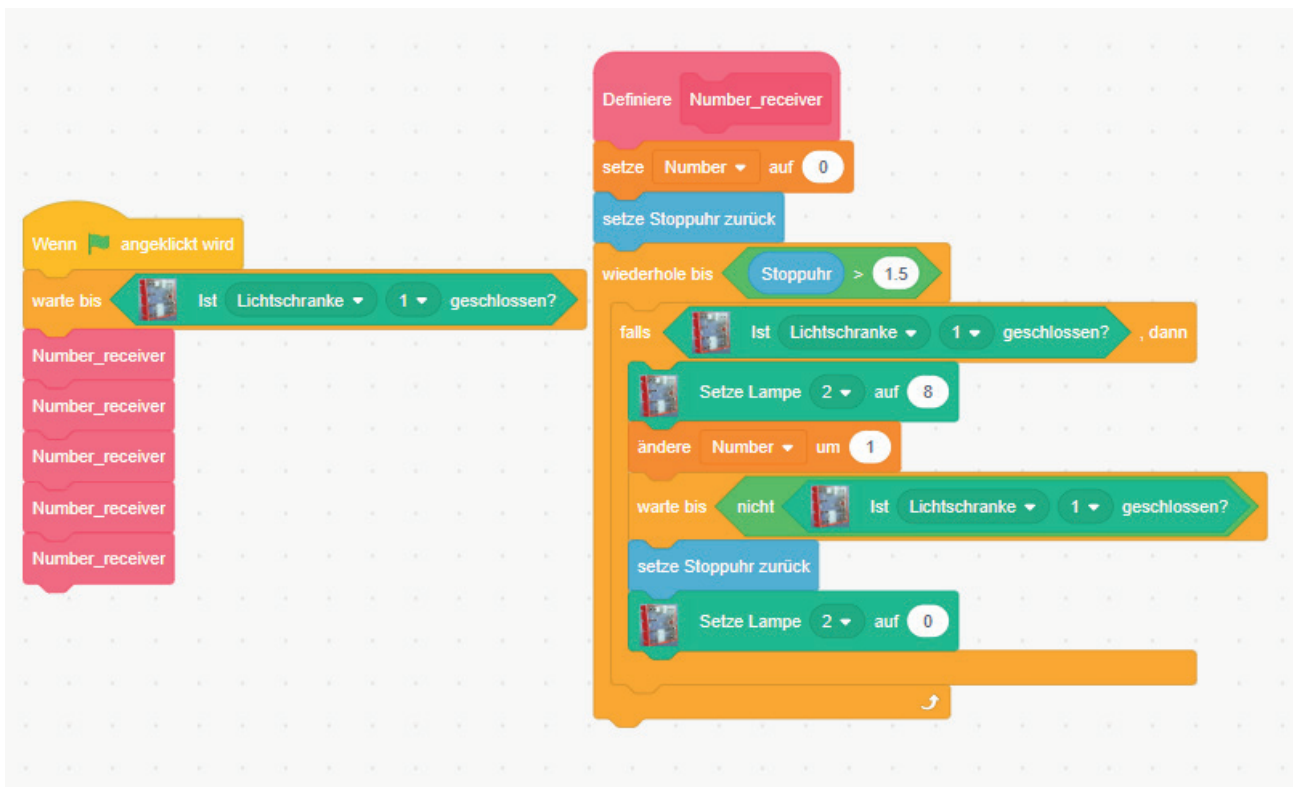 Wenn angeklickt wird
warte bis Ist Lichtschranke 1 geschlossen?
Number_receiver
Number_receiver
Number_receiver
Number_receiver
Number_receiver
Definiere Number_receiver
setze Number auf 0
setze Stoppuhr zurück
wiederhole bis Stoppuhr > 1.5
falls Ist Lichtschranke 1 geschlossen? , dann
Setze Lampe 2 auf 8
ändere Number um 1
warte bis nicht Ist Lichtschranke 1 geschlossen?
setze Stoppuhr zurück
Setze Lampe 2 auf 0